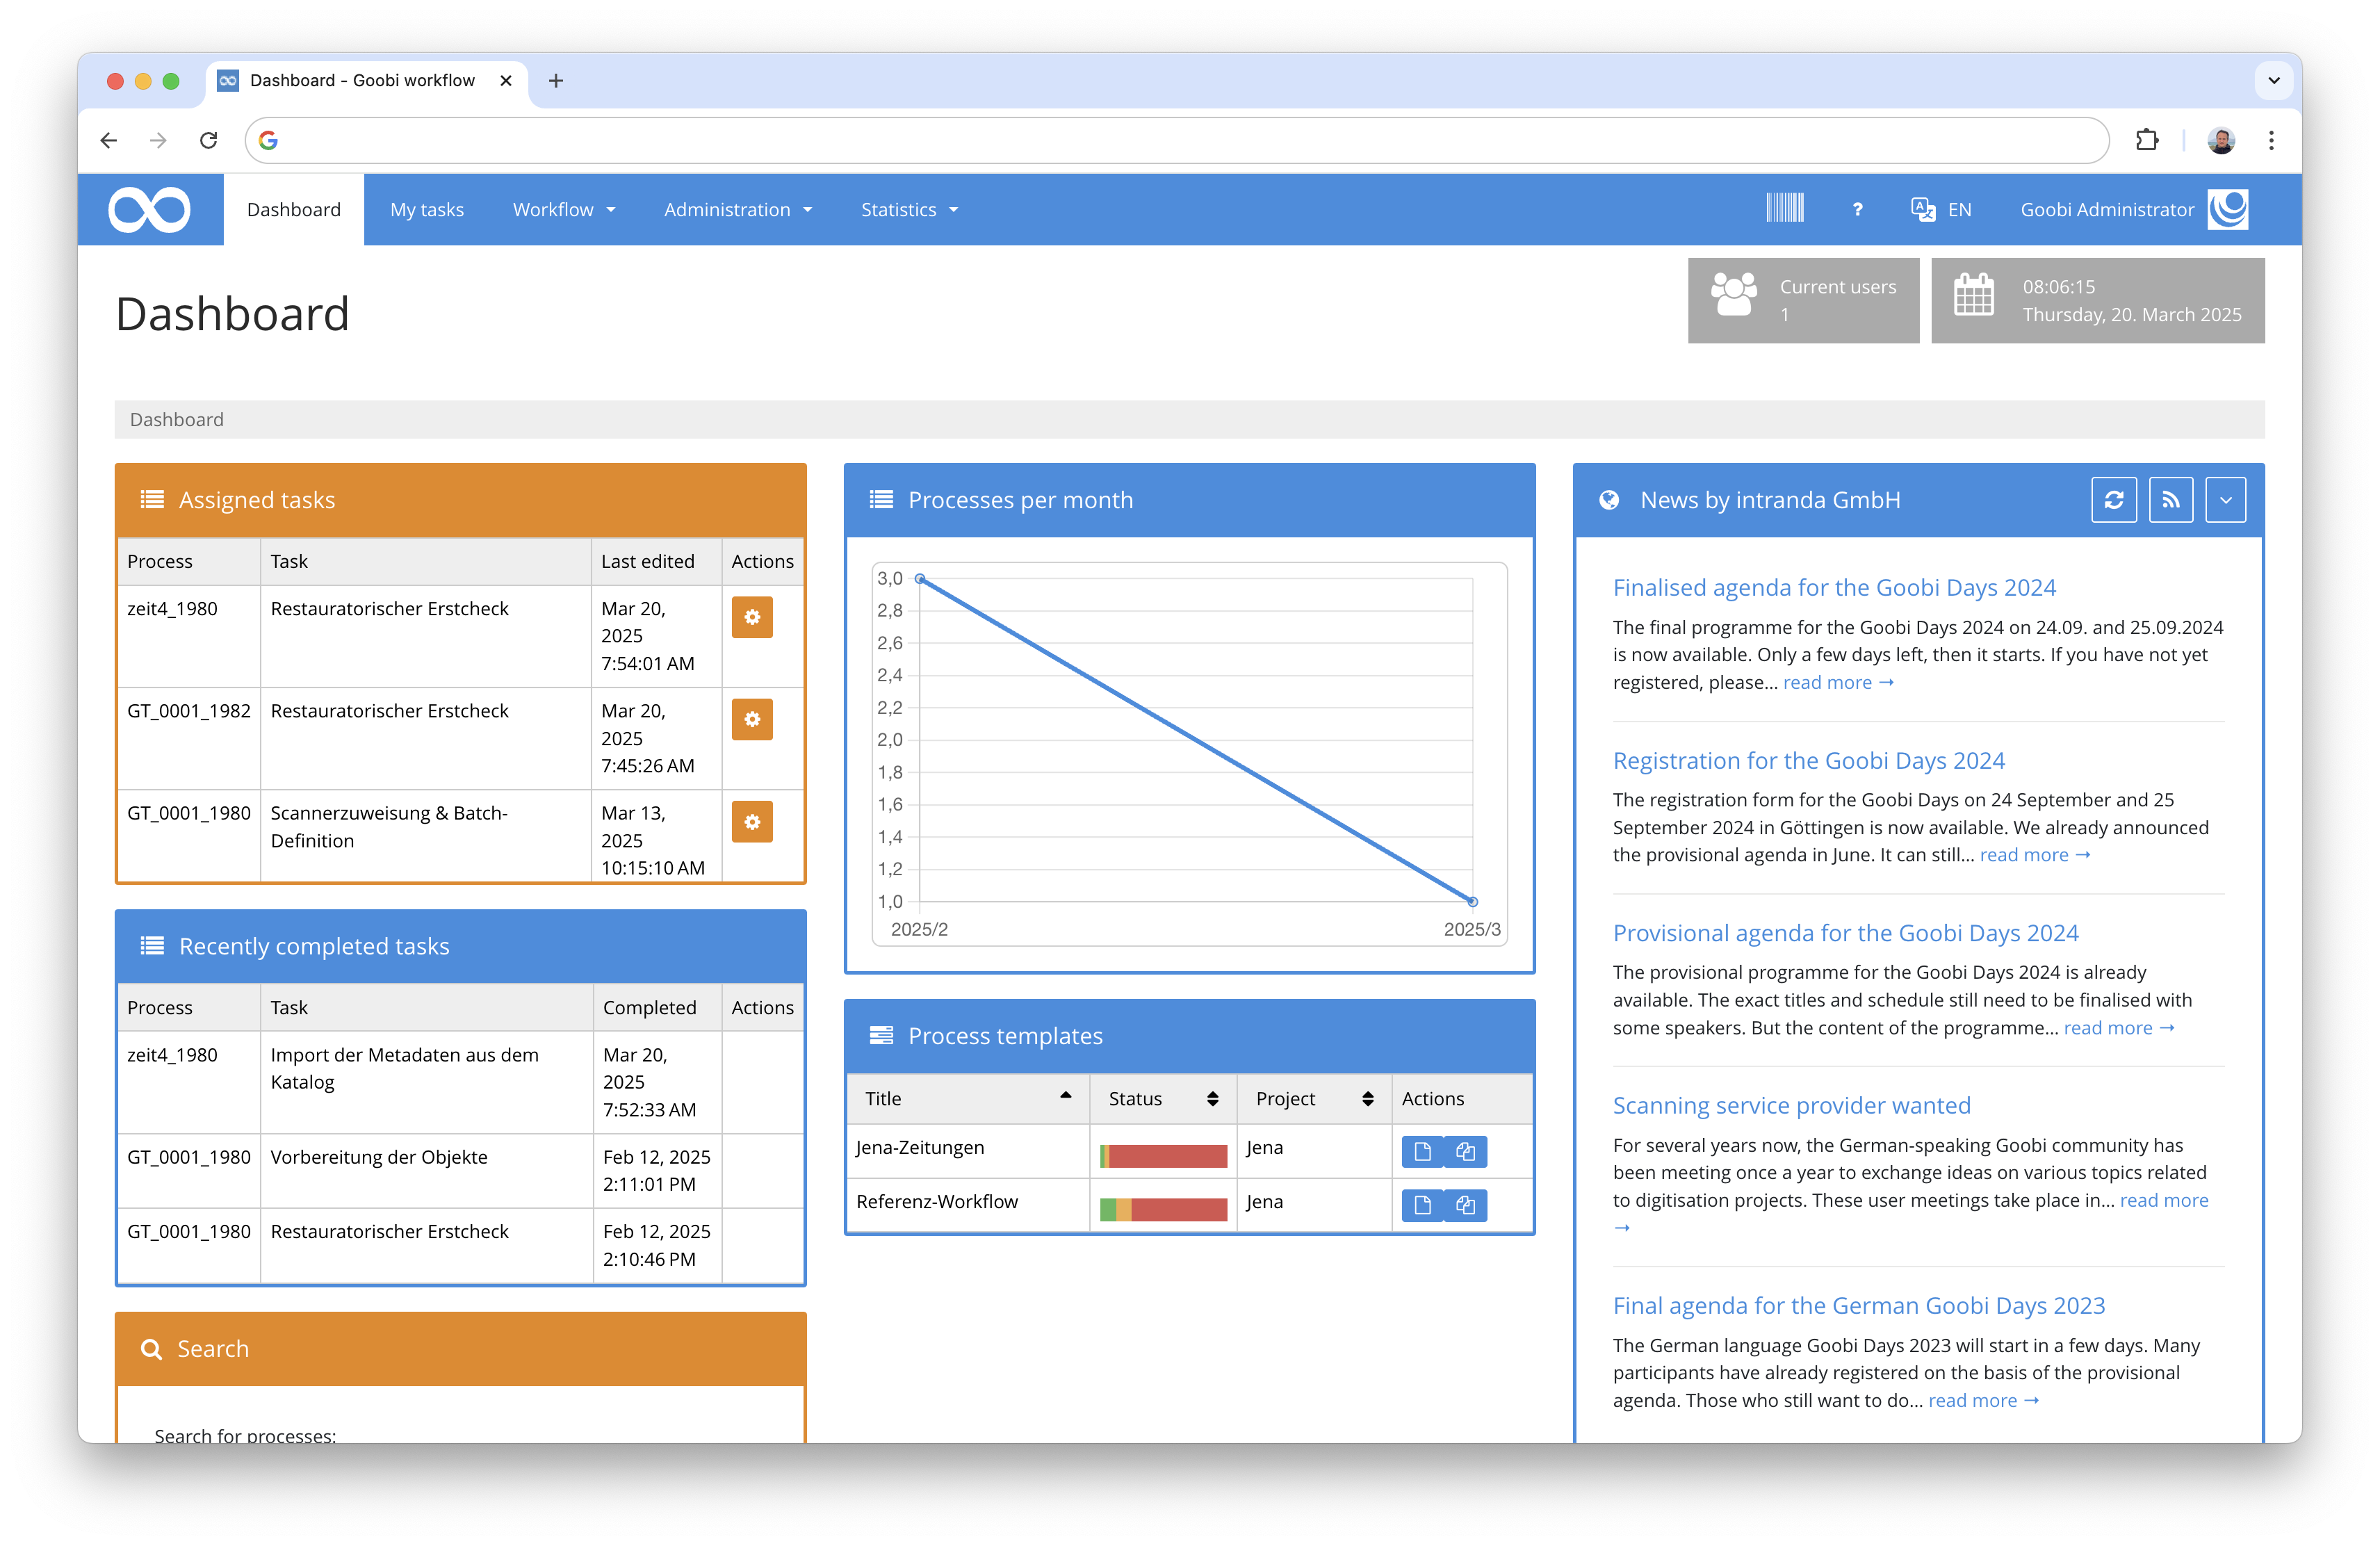 Dashboard - Goobi workflow
Dashboard
My tasks
Workflow
Administration
Statistics
?
EN
Goobi Administrator
Dashboard
Current users
1
08:06:15
Thursday, 20. March 2025
Dashboard
Assigned tasks
Process Task Last edited Actions
zeit4_1980 Restauratorischer Erstcheck Mar 20,
2025
7:54:01 AM
GT_0001_1982 Restauratorischer Erstcheck Mar 20,
2025
7:45:26 AM
GT_0001_1980 Scannerzuweisung & Batch- Mar 13,
Definition 2025
10:15:10 AM
Recently completed tasks
Process Task Completed Actions
zeit4_1980 Import der Metadaten aus dem Mar 20,
Katalog 2025
7:52:33 AM
GT_0001_1980 Vorbereitung der Objekte Feb 12, 2025
2:11:01 PM
GT_0001_1980 Restauratorischer Erstcheck Feb 12, 2025
2:10:46 PM
Search
Search for processes:
Processes per month
3,0
2,8
2,6
2,4
2,2
2,0
1,8
1,6
1,4
1,2
1,0
2025/2 2025/3
Process templates
Title Status Project Actions
Jena-Zeitungen Jena
Referenz-Workflow Jena
News by intranda GmbH
Finalised agenda for the Goobi Days 2024
The final programme for the Goobi Days 2024 on 24.09. and 25.09.2024
is now available. Only a few days left, then it starts. If you have not yet
registered, please... read more →
Registration for the Goobi Days 2024
The registration form for the Goobi Days on 24 September and 25
September 2024 in Göttingen is now available. We already announced
the provisional agenda in June. It can still... read more →
Provisional agenda for the Goobi Days 2024
The provisional programme for the Goobi Days 2024 is already
available. The exact titles and schedule still need to be finalised with
some speakers. But the content of the programme... read more →
Scanning service provider wanted
For several years now, the German-speaking Goobi community has
been meeting once a year to exchange ideas on various topics related
to digitisation projects. These user meetings take place in... read more
→
Final agenda for the German Goobi Days 2023
The German language Goobi Days 2023 will start in a few days. Many
participants have already registered on the basis of the provisional
agenda. Those who still want to do... read more →